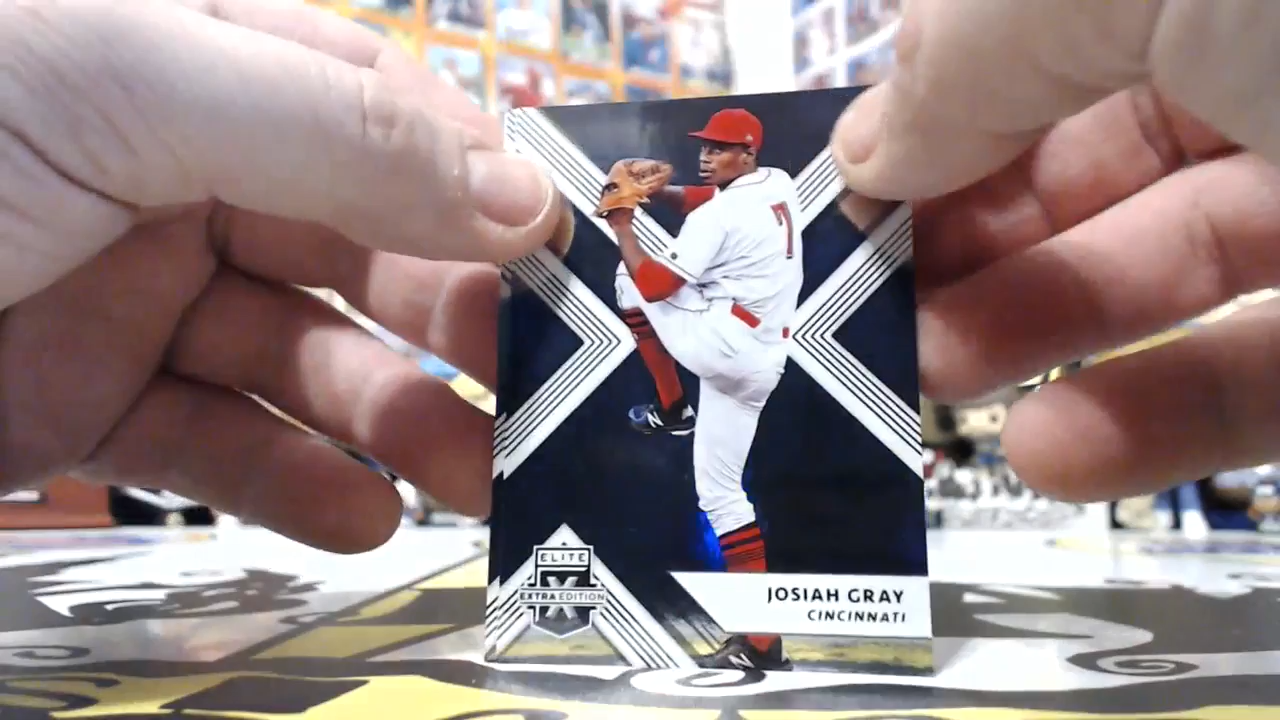 7
ELITE
X
EXTRA EDITION
JOSIAH GRAY
CINCINNATI
N
N